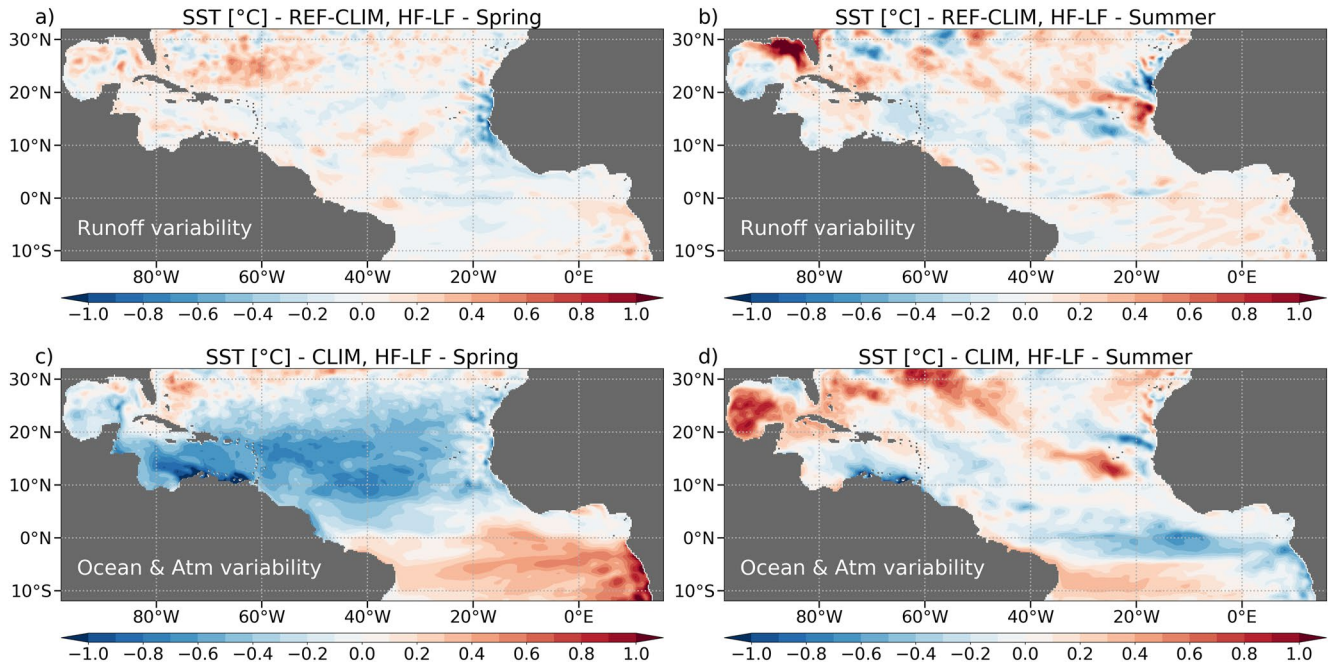 a) SST [°C] - REF-CLIM, HF-LF - Spring
30°N
20°N
10°N
0°N
10°S
Runoff variability
80°W 60°W 40°W 20°W 0°E
−1.0 −0.8 −0.6 −0.4 −0.2 0.0 0.2 0.4 0.6 0.8 1.0
b) SST [°C] - REF-CLIM, HF-LF - Summer
30°N
20°N
10°N
0°N
10°S
Runoff variability
80°W 60°W 40°W 20°W 0°E
−1.0 −0.8 −0.6 −0.4 −0.2 0.0 0.2 0.4 0.6 0.8 1.0
c) SST [°C] - CLIM, HF-LF - Spring
30°N
20°N
10°N
0°N
10°S
Ocean & Atm variability
80°W 60°W 40°W 20°W 0°E
−1.0 −0.8 −0.6 −0.4 −0.2 0.0 0.2 0.4 0.6 0.8 1.0
d) SST [°C] - CLIM, HF-LF - Summer
30°N
20°N
10°N
0°N
10°S
Ocean & Atm variability
80°W 60°W 40°W 20°W 0°E
−1.0 −0.8 −0.6 −0.4 −0.2 0.0 0.2 0.4 0.6 0.8 1.0